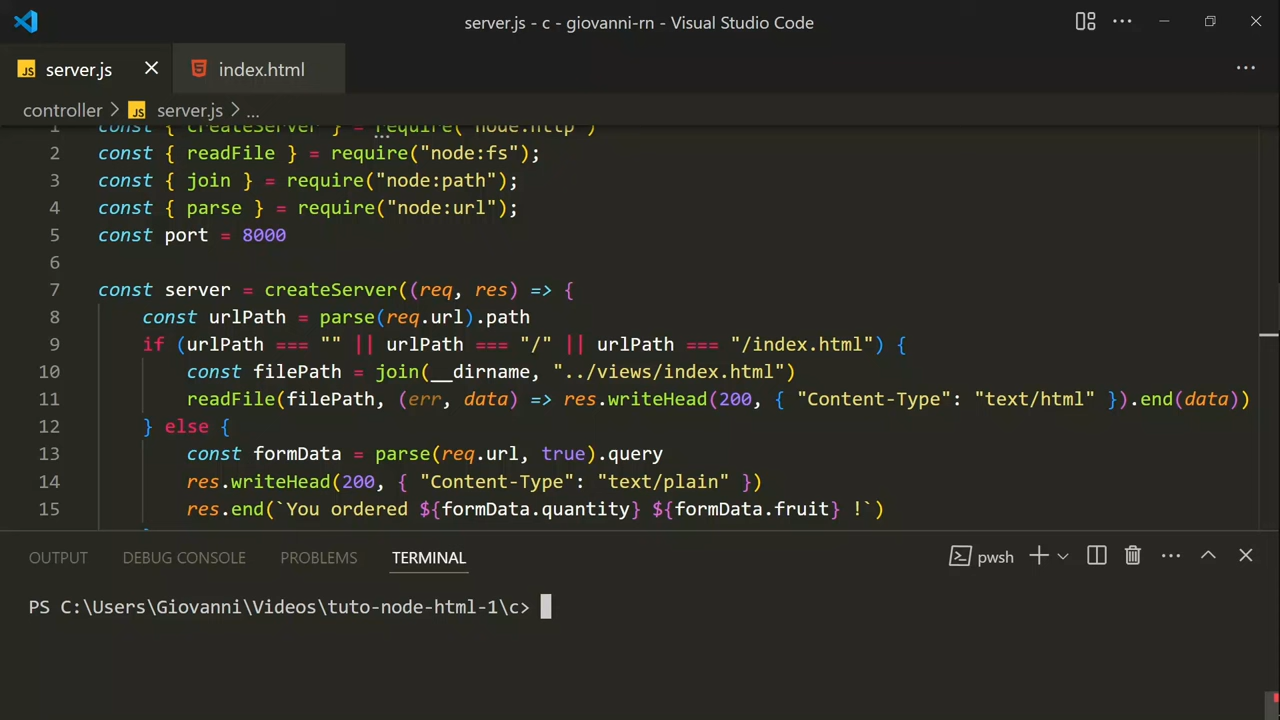 server.js - c - giovanni-rn - Visual Studio Code
JS server.js index.html
controller > JS server.js > ...
1 const { createServer } = require("node:http")
2 const { readFile } = require("node:fs");
3 const { join } = require("node:path");
4 const { parse } = require("node:url");
5 const port = 8000
6
7 const server = createServer((req, res) => {
8 const urlPath = parse(req.url).path
9 if (urlPath === "" || urlPath === "/" || urlPath === "/index.html") {
10 const filePath = join(__dirname, "../views/index.html")
11 readFile(filePath, (err, data) => res.writeHead(200, { "Content-Type": "text/html" }).end(data))
12 } else {
13 const formData = parse(req.url, true).query
14 res.writeHead(200, { "Content-Type": "text/plain" })
15 res.end(`You ordered ${formData.quantity} ${formData.fruit} !`)
OUTPUT DEBUG CONSOLE PROBLEMS TERMINAL pwsh
PS C:\Users\Giovanni\Videos\tuto-node-html-1\c>